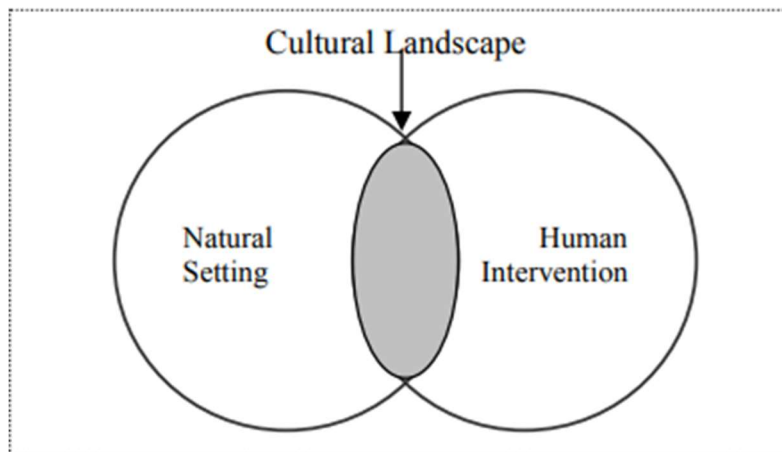 Cultural Landscape
Natural
Setting
Human
Intervention